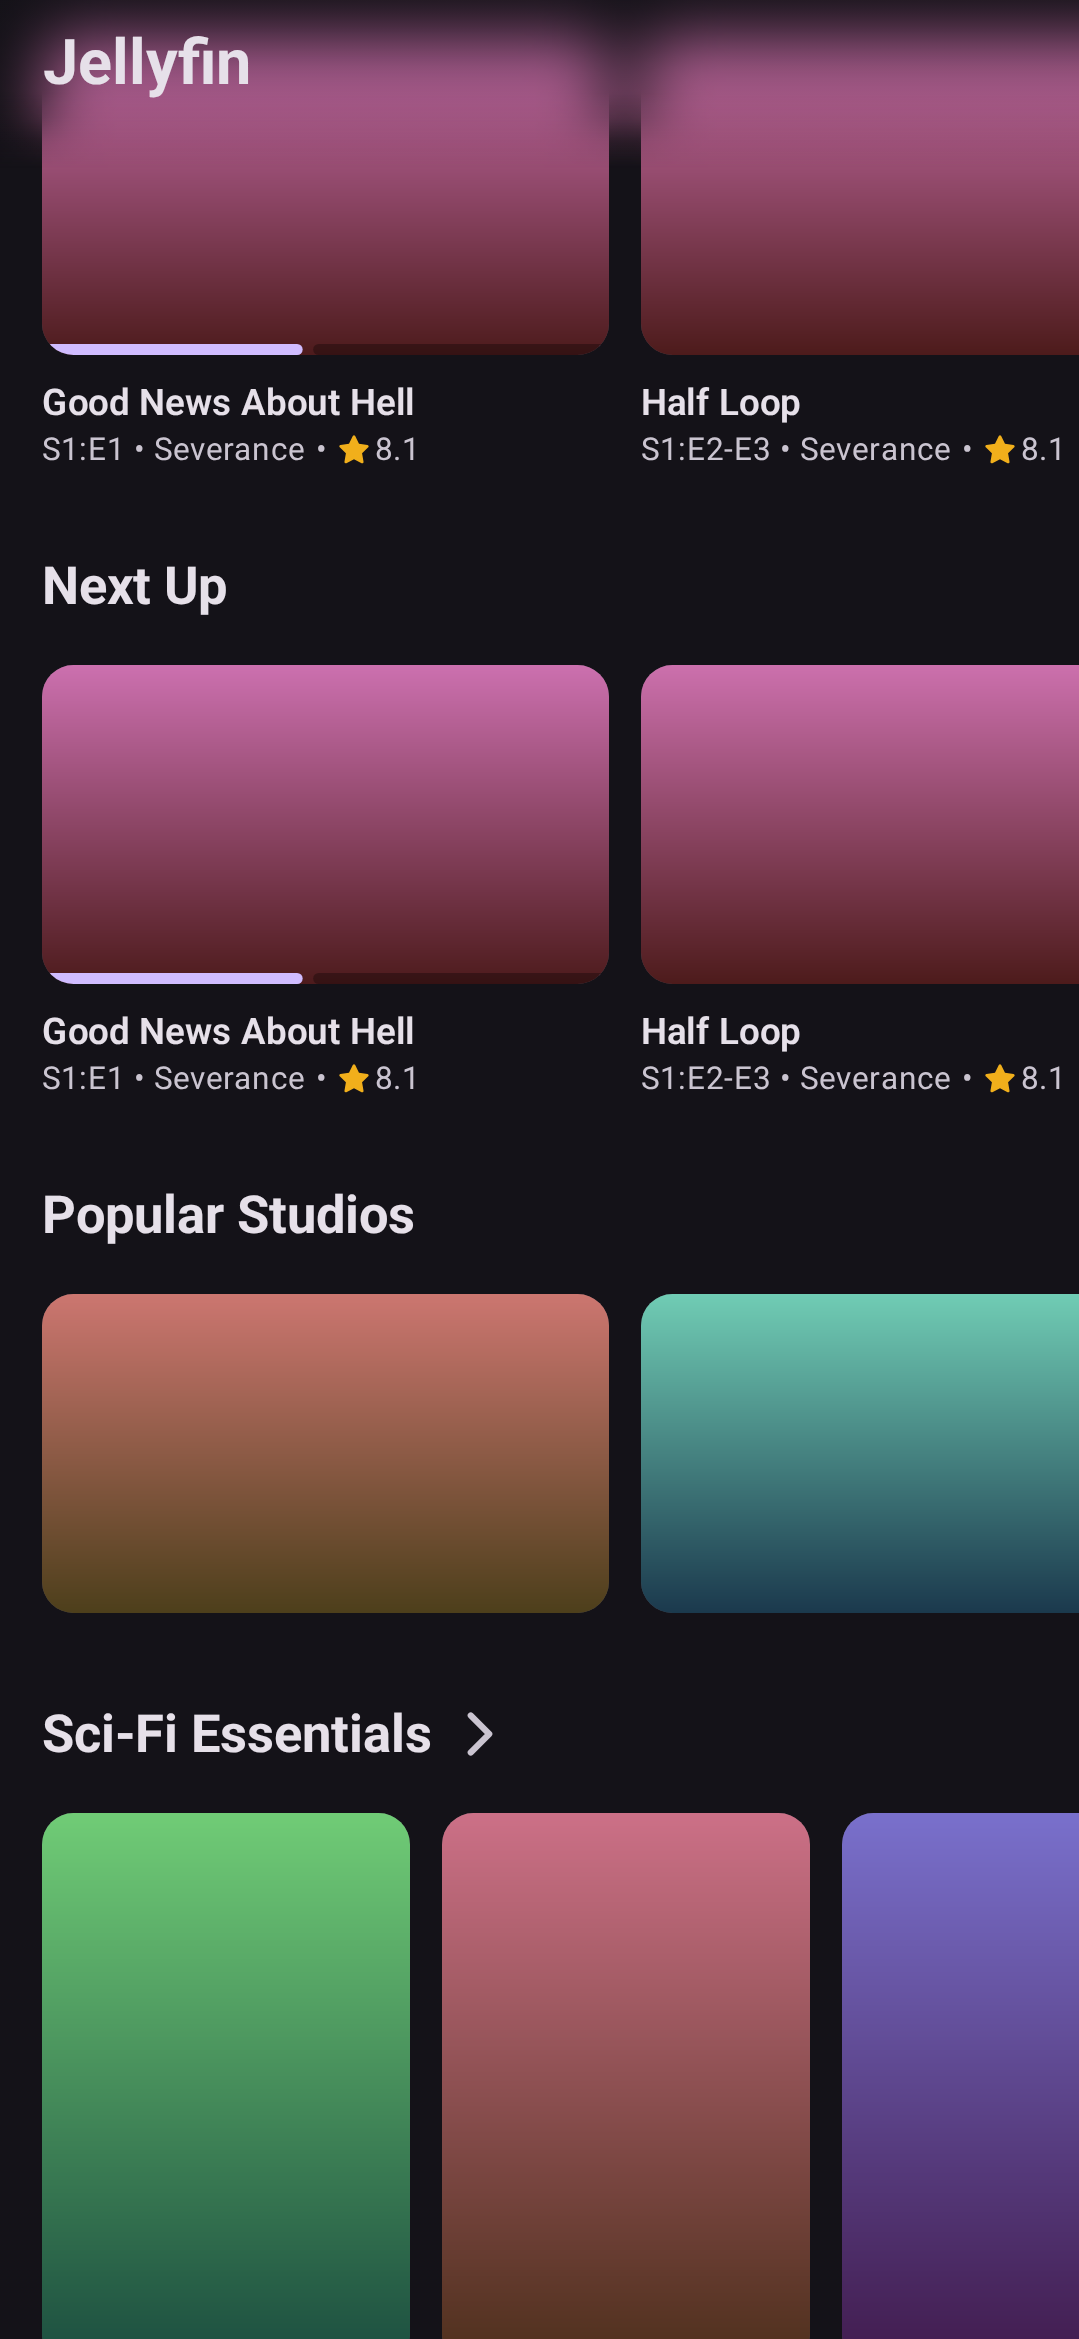 Jellyfin
Good News About Hell
S1:E1 • Severance • 8.1
Half Loop
S1:E2-E3 • Severance • 8.1
Next Up
Good News About Hell
S1:E1 • Severance • 8.1
Half Loop
S1:E2-E3 • Severance • 8.1
Popular Studios
Sci-Fi Essentials